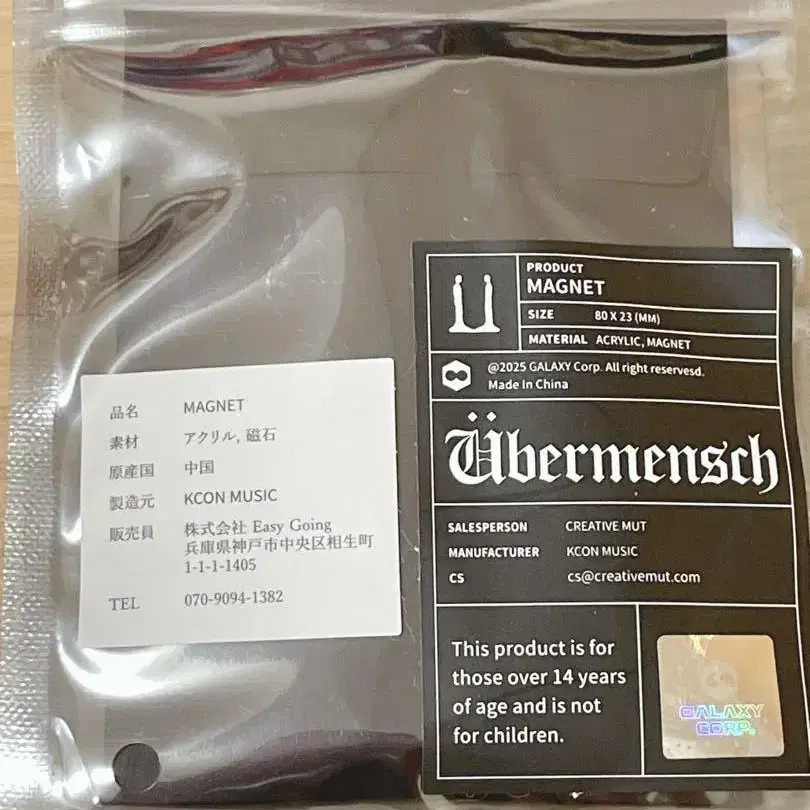 品名 MAGNET
素材 アクリル, 磁石
原産国 中国
製造元 KCON MUSIC
販売員 株式会社 Easy Going
兵庫県神戸市中央区相生町
1-1-1-1405
TEL 070-9094-1382
PRODUCT
MAGNET
SIZE 80 X 23 (MM)
MATERIAL ACRYLIC, MAGNET
@2025 GALAXY Corp. All right resersvesd.
Made In China
Übermensch
SALESPERSON CREATIVE MUT
MANUFACTURER KCON MUSIC
CS cs@creativemut.com
This product is for
those over 14 years
of age and is not
for children.
GALAXY
CORP.